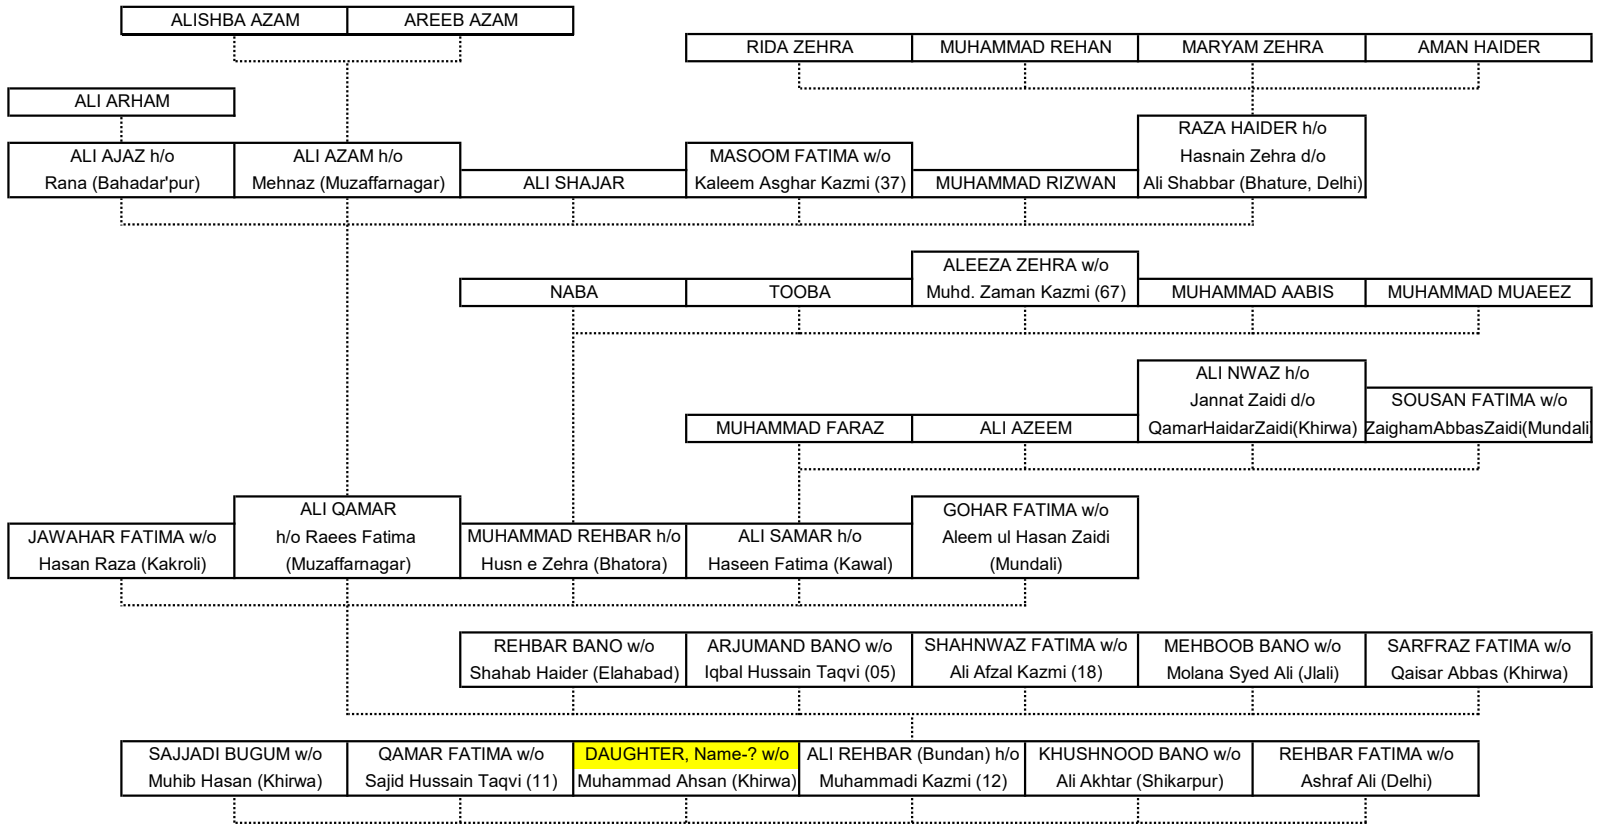 ALISHBA AZAM
AREEB AZAM
RIDA ZEHRA
MUHAMMAD REHAN
MARYAM ZEHRA
AMAN HAIDER
ALI ARHAM
ALI AJAZ h/o
Rana (Bahadar'pur)
ALI AZAM h/o
Mehnaz (Muzaffarnagar)
ALI SHAJAR
MASOOM FATIMA w/o
Kaleem Asghar Kazmi (37)
MUHAMMAD RIZWAN
RAZA HAIDER h/o
Hasnain Zehra d/o
Ali Shabbar (Bhature, Delhi)
NABA
TOOBA
ALEEZA ZEHRA w/o
Muhd. Zaman Kazmi (67)
MUHAMMAD AABIS
MUHAMMAD MUAEEZ
MUHAMMAD FARAZ
ALI AZEEM
ALI NWAZ h/o
Jannat Zaidi d/o
QamarHaidarZaidi(Khirwa)
SOUSAN FATIMA w/o
ZaighamAbbasZaidi(Mundali)
JAWAHAR FATIMA w/o
Hasan Raza (Kakroli)
ALI QAMAR
h/o Raees Fatima
(Muzaffarnagar)
MUHAMMAD REHBAR h/o
Husn e Zehra (Bhatora)
ALI SAMAR h/o
Haseen Fatima (Kawal)
GOHAR FATIMA w/o
Aleem ul Hasan Zaidi
(Mundali)
REHBAR BANO w/o
Shahab Haider (Elahabad)
ARJUMAND BANO w/o
Iqbal Hussain Taqvi (05)
SHAHNWAZ FATIMA w/o
Ali Afzal Kazmi (18)
MEHBOOB BANO w/o
Molana Syed Ali (Jlali)
SARFRAZ FATIMA w/o
Qaisar Abbas (Khirwa)
SAJJADI BUGUM w/o
Muhib Hasan (Khirwa)
QAMAR FATIMA w/o
Sajid Hussain Taqvi (11)
DAUGHTER, Name-? w/o
Muhammad Ahsan (Khirwa)
ALI REHBAR (Bundan) h/o
Muhammadi Kazmi (12)
KHUSHNOOD BANO w/o
Ali Akhtar (Shikarpur)
REHBAR FATIMA w/o
Ashraf Ali (Delhi)